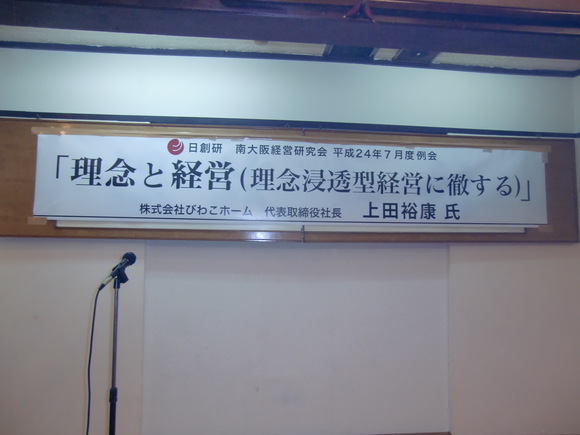 日創研 南大阪経営研究会 平成24年7月度例会
「理念と経営(理念浸透型経営に徹する)」
株式会社びわこホーム 代表取締役社長 上田裕康 氏